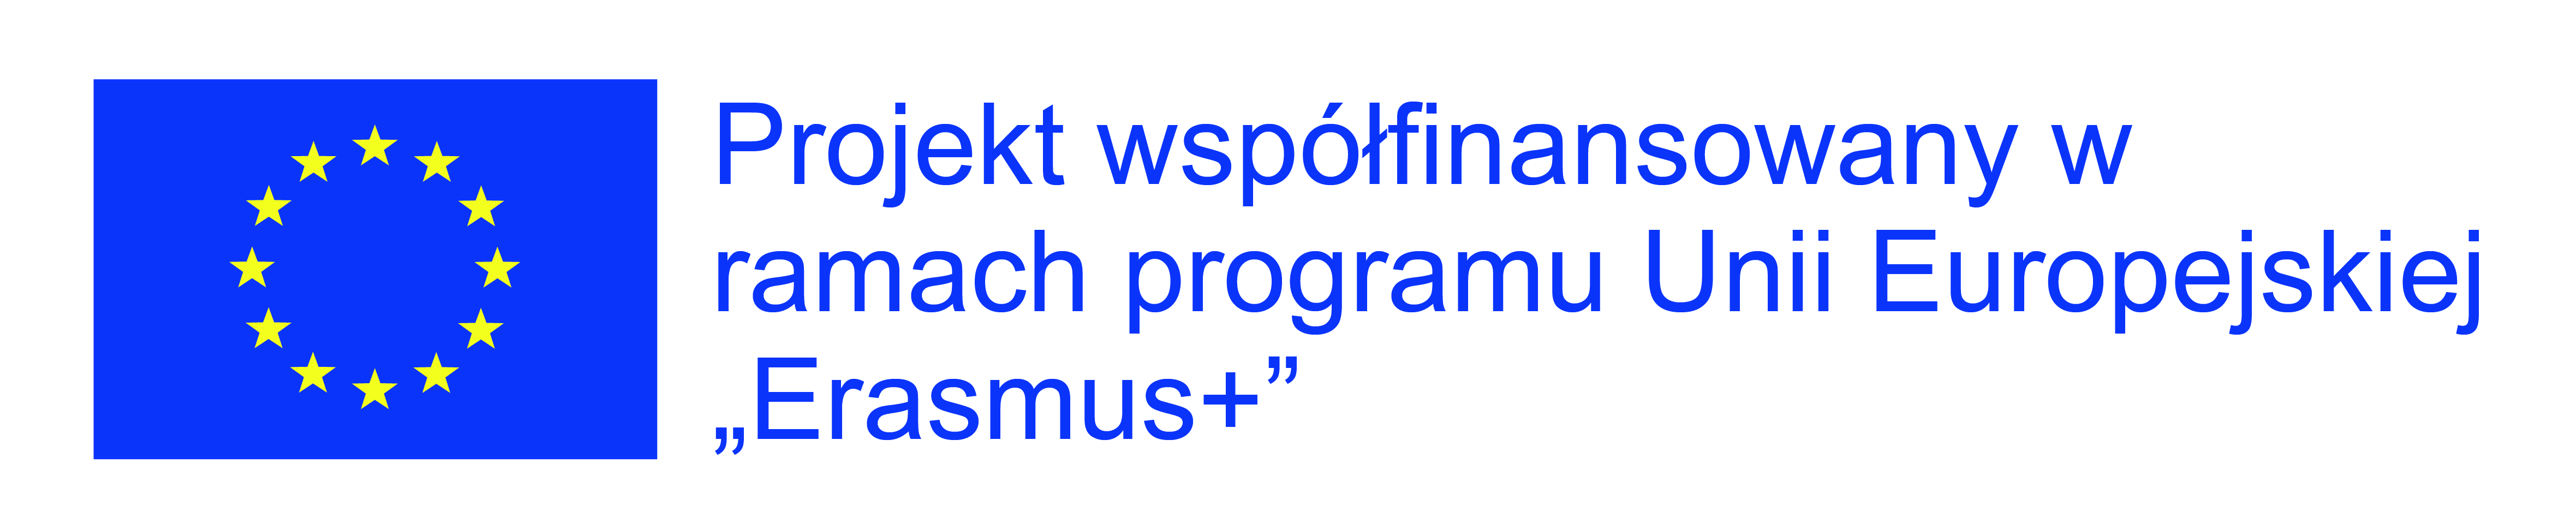 Projekt współfinansowany w
ramach programu Unii Europejskiej
„Erasmus+”